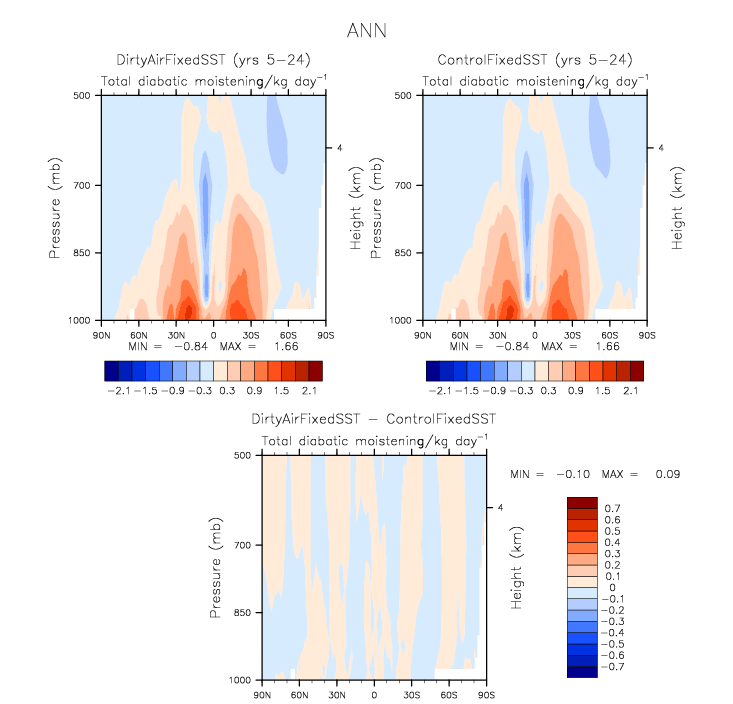 ANN
DirtyAirFixedSST (yrs 5−24)
Total diabatic moistening/kg day−1
500
700
850
1000
Pressure (mb)
4
Height (km)
90N 60N 30N 0 30S 60S 90S
MIN = −0.84 MAX = 1.66
−2.1 −1.5 −0.9 −0.3 0.3 0.9 1.5 2.1
ControlFixedSST (yrs 5−24)
Total diabatic moistening/kg day−1
500
700
850
1000
Pressure (mb)
4
Height (km)
90N 60N 30N 0 30S 60S 90S
MIN = −0.84 MAX = 1.66
−2.1 −1.5 −0.9 −0.3 0.3 0.9 1.5 2.1
DirtyAirFixedSST − ControlFixedSST
Total diabatic moistening/kg day−1
500
700
850
1000
Pressure (mb)
4
Height (km)
90N 60N 30N 0 30S 60S 90S
MIN = −0.10 MAX = 0.09
0.7
0.6
0.5
0.4
0.3
0.2
0.1
0
−0.1
−0.2
−0.3
−0.4
−0.5
−0.6
−0.7